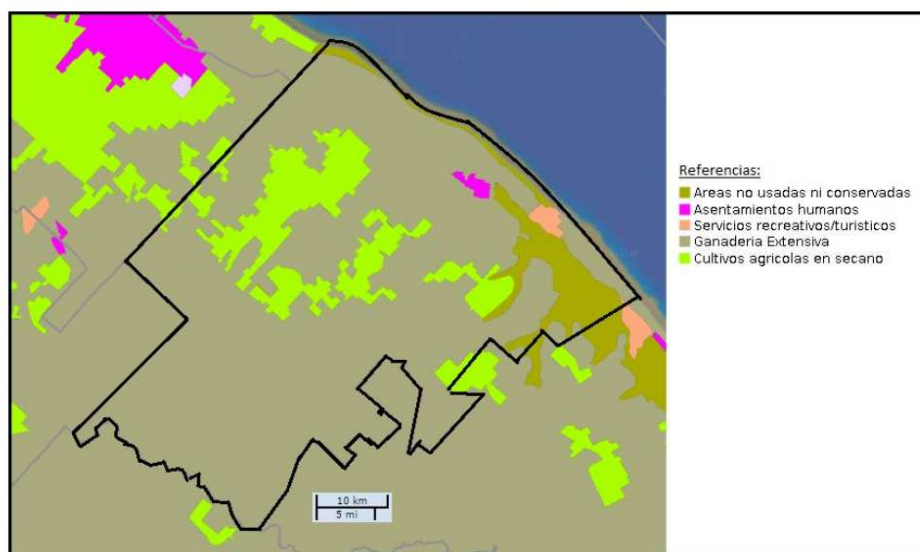 Referencias:
Areas no usadas ni conservadas
Asentamientos humanos
Servicios recreativos/turisticos
Ganaderia Extensiva
Cultivos agricolas en secano
10 km
5 mi